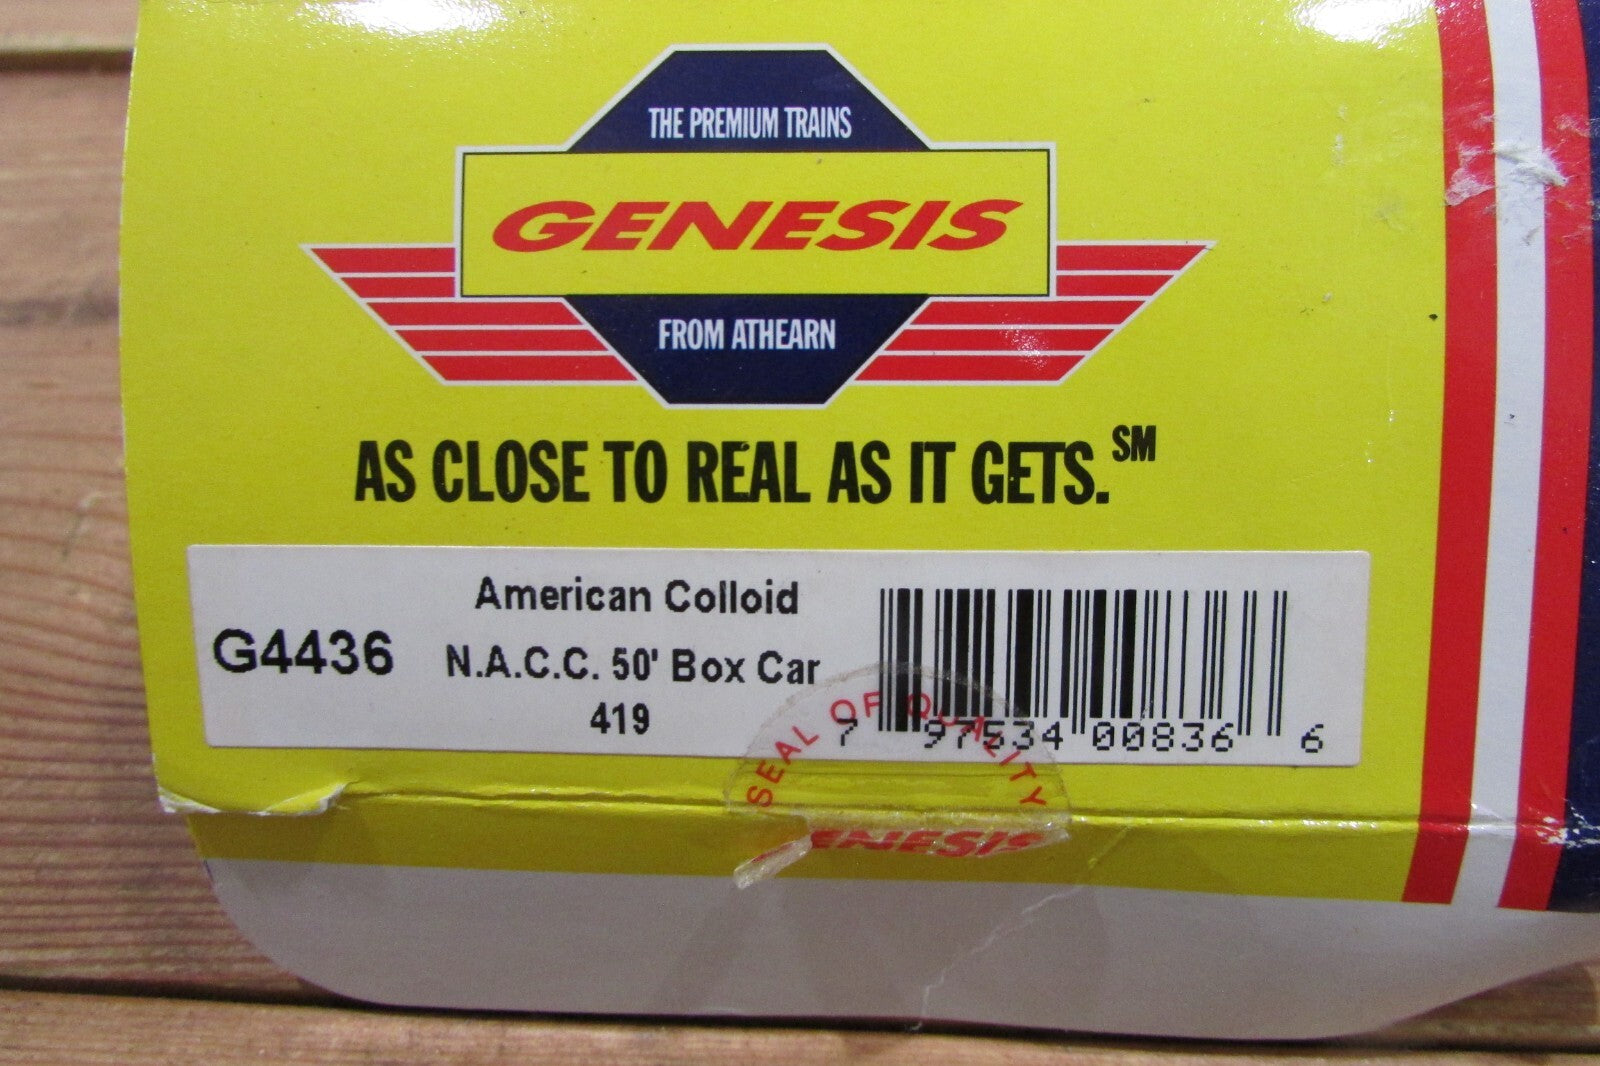 THE PREMIUM TRAINS
GENESIS
FROM ATHEARN
AS CLOSE TO REAL AS IT GETS.SM
American Colloid
G4436
N.A.C.C. 50' Box Car
419
7 97534 00836 6
SEAL OF QUALITY
GENESIS